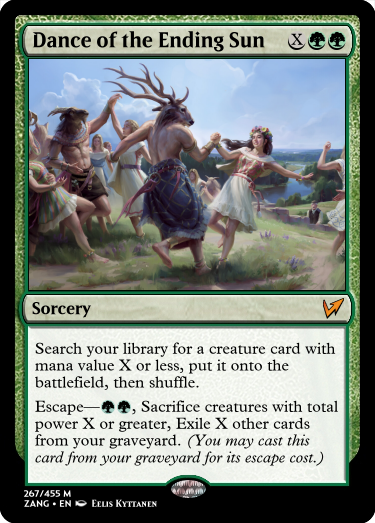 Dance of the Ending Sun X
Sorcery
Search your library for a creature card with
mana value X or less, put it onto the
battlefield, then shuffle.
Escape—, Sacrifice creatures with total
power X or greater, Exile X other cards
from your graveyard. (You may cast this
card from your graveyard for its escape cost.)
267/455 M
ZANG • EN Eelis Kyttanen